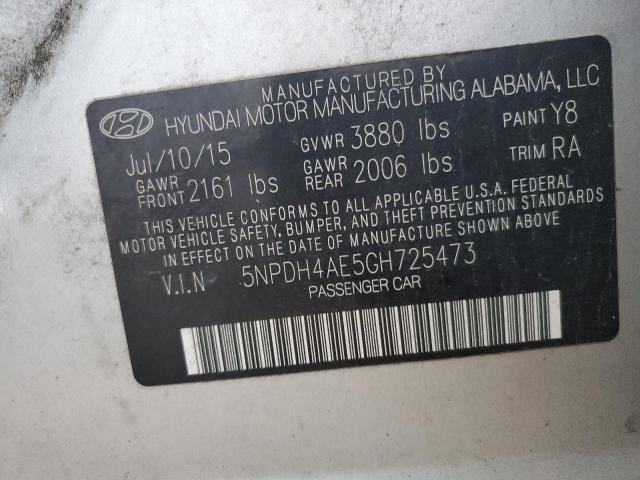 MANUFACTURED BY
HYUNDAI MOTOR MANUFACTURING ALABAMA, LLC
Jul/10/15 GVWR 3880 lbs PAINT Y8
GAWR FRONT 2161 lbs GAWR REAR 2006 lbs TRIM RA
THIS VEHICLE CONFORMS TO ALL APPLICABLE U.S.A. FEDERAL
MOTOR VEHICLE SAFETY, BUMPER, AND THEFT PREVENTION STANDARDS
IN EFFECT ON THE DATE OF MANUFACTURE SHOWN ABOVE.
V.I.N 5NPDH4AE5GH725473
PASSENGER CAR